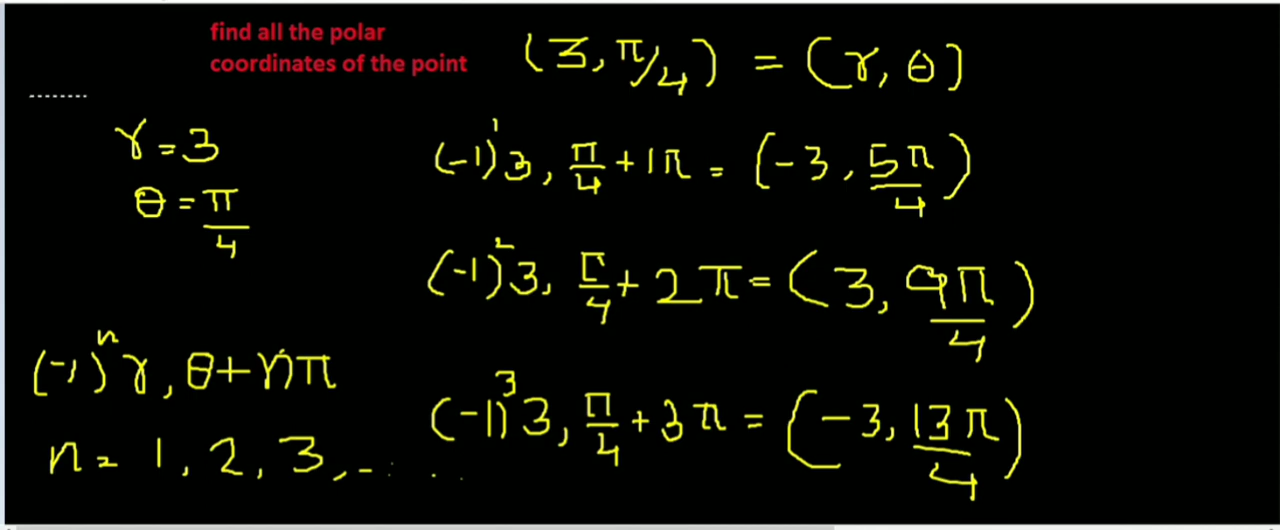 find all the polar
coordinates of the point
(3, π/4) = (r, θ)
........
r = 3
θ = π/4
(-1)¹3, π/4 + 1π = (-3, 5π/4)
(-1)²3, π/4 + 2π = (3, 9π/4)
(-1)ⁿr, θ+nπ
n = 1, 2, 3, - ......
(-1)³3, π/4 + 3π = (-3, 13π/4)